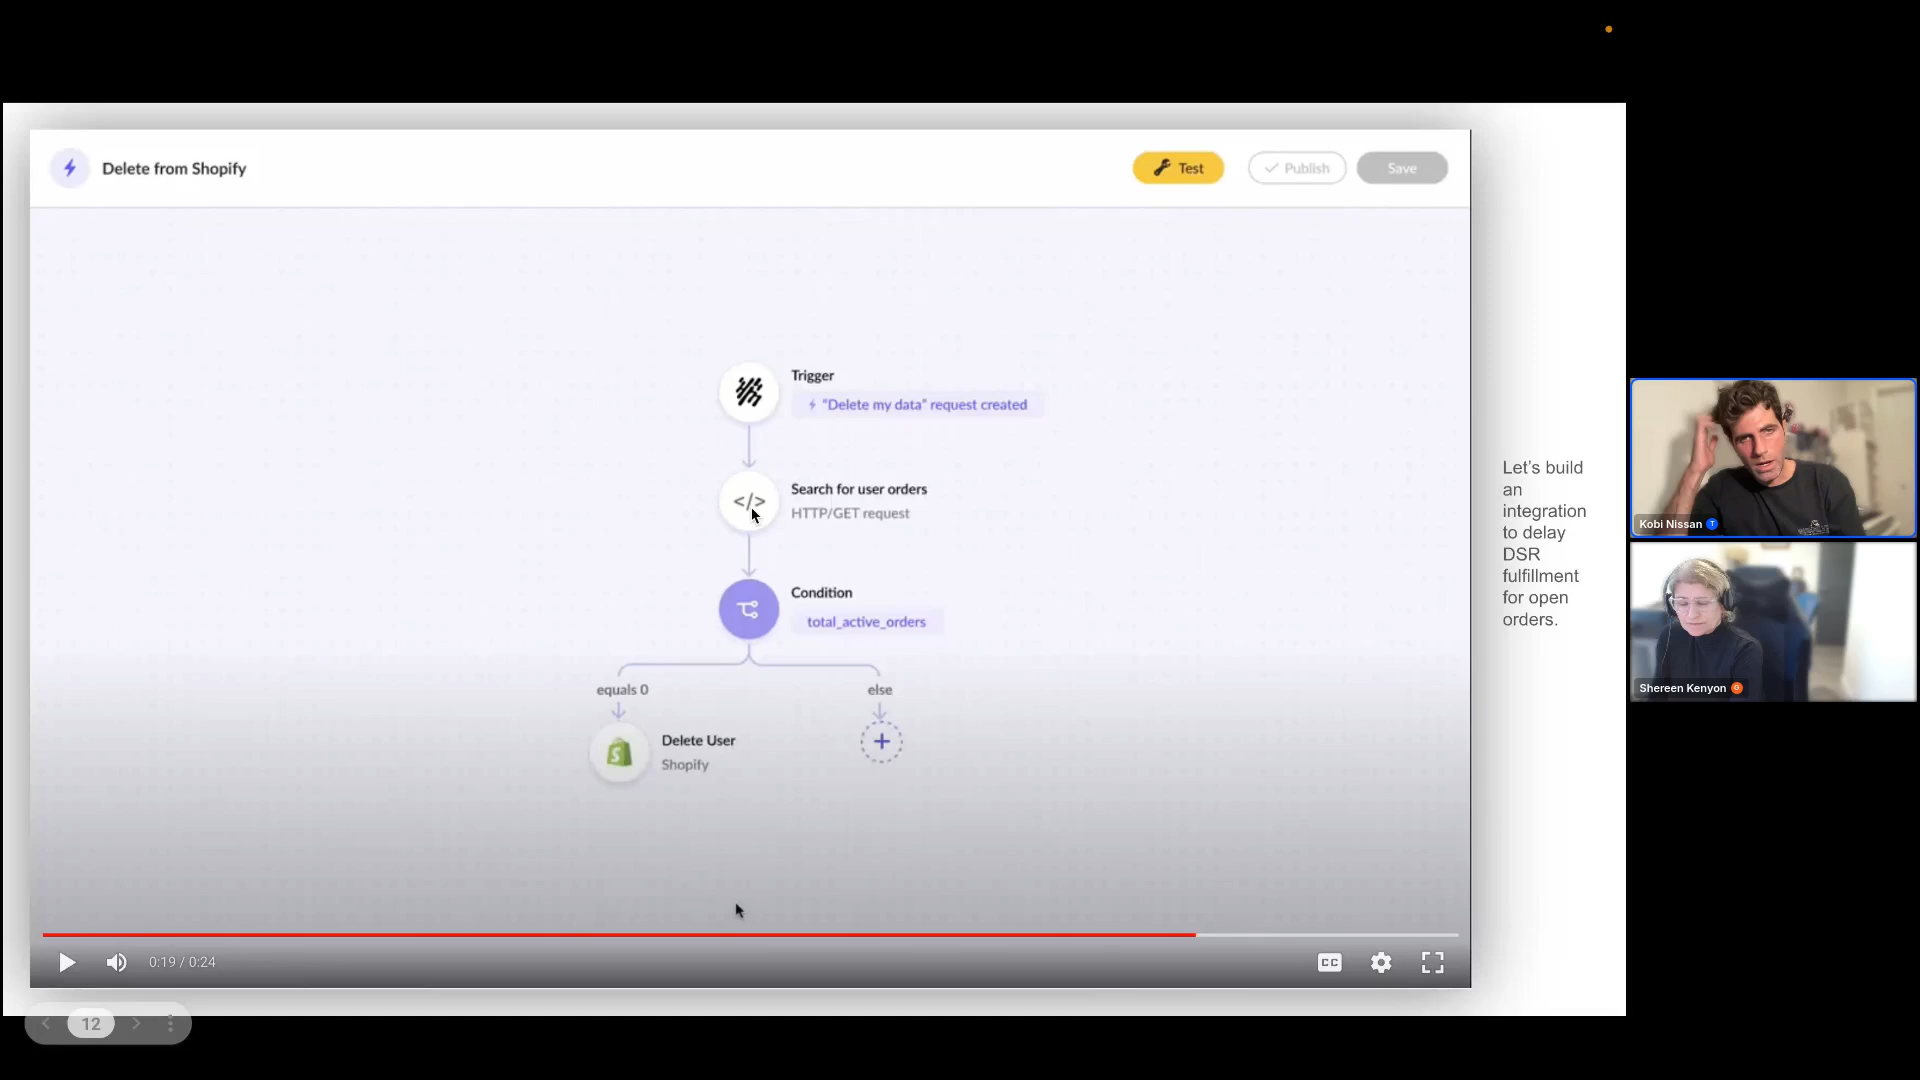 Delete from Shopify
Test
Publish
Save
Trigger
"Delete my data" request created
</>
Search for user orders
HTTP/GET request
Condition
total_active_orders
equals 0
else
Delete User
Shopify
0:19 / 0:24
CC
12
Let's build
an
integration
to delay
DSR
fulfillment
for open
orders.
Kobi Nissan
Shereen Kenyon